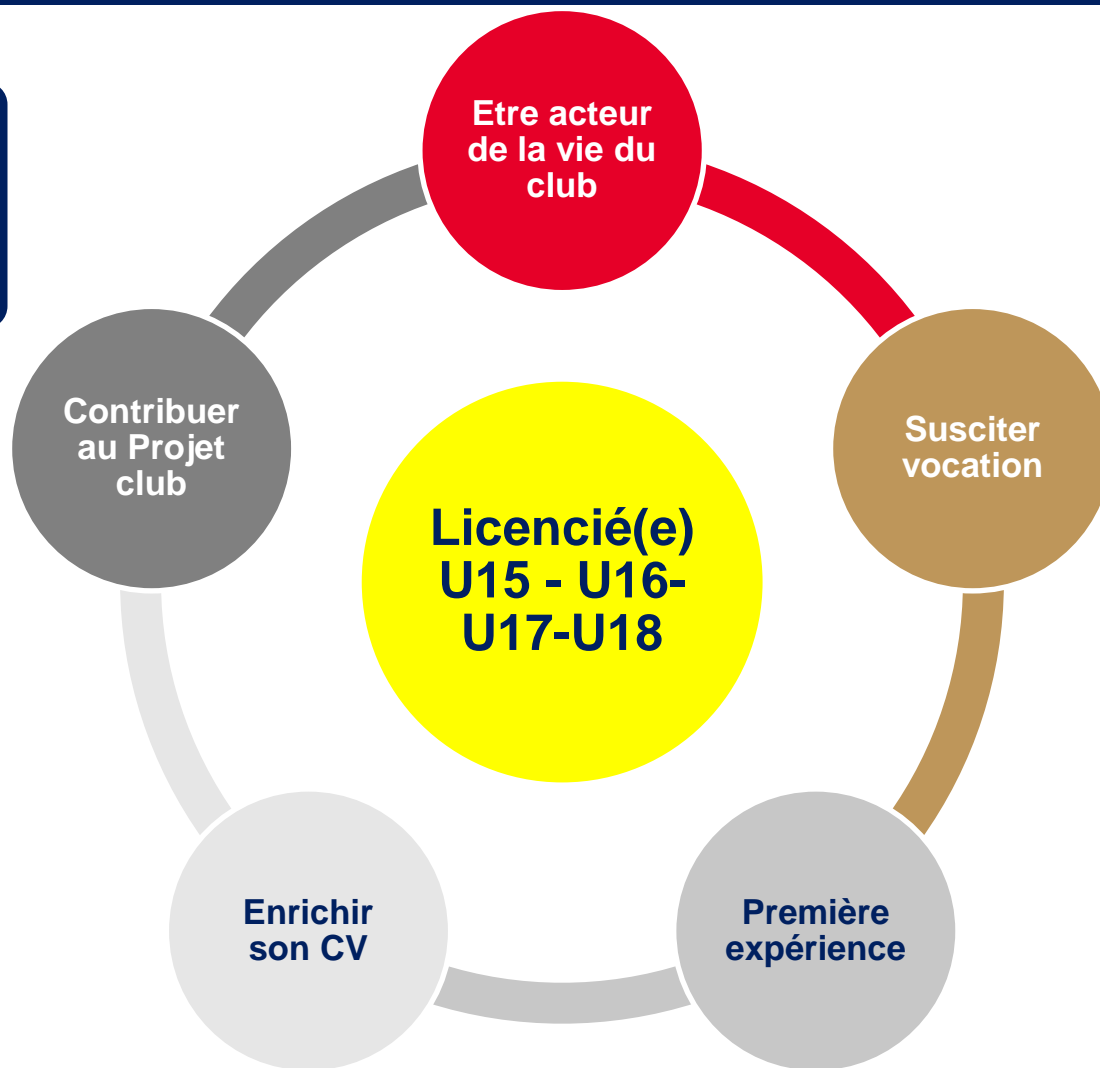 Etre acteur
de la vie du
club
Susciter
vocation
Première
expérience
Enrichir
son CV
Contribuer
au Projet
club
Licencié(e)
U15 - U16-
U17-U18